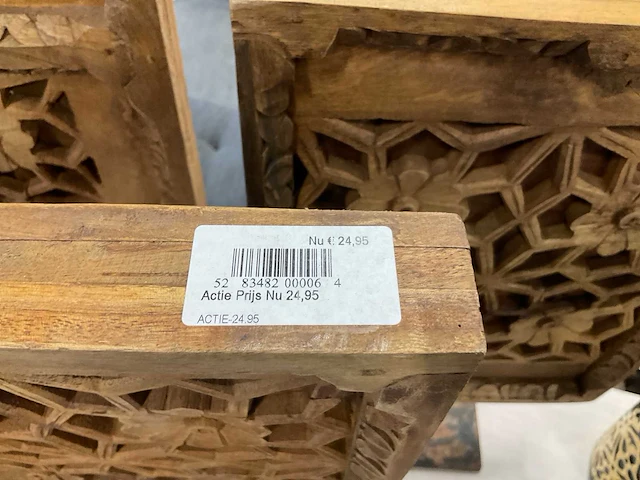 Nu € 24,95
52 83482 00006 4
Actie Prijs Nu 24,95
ACTIE-24.95